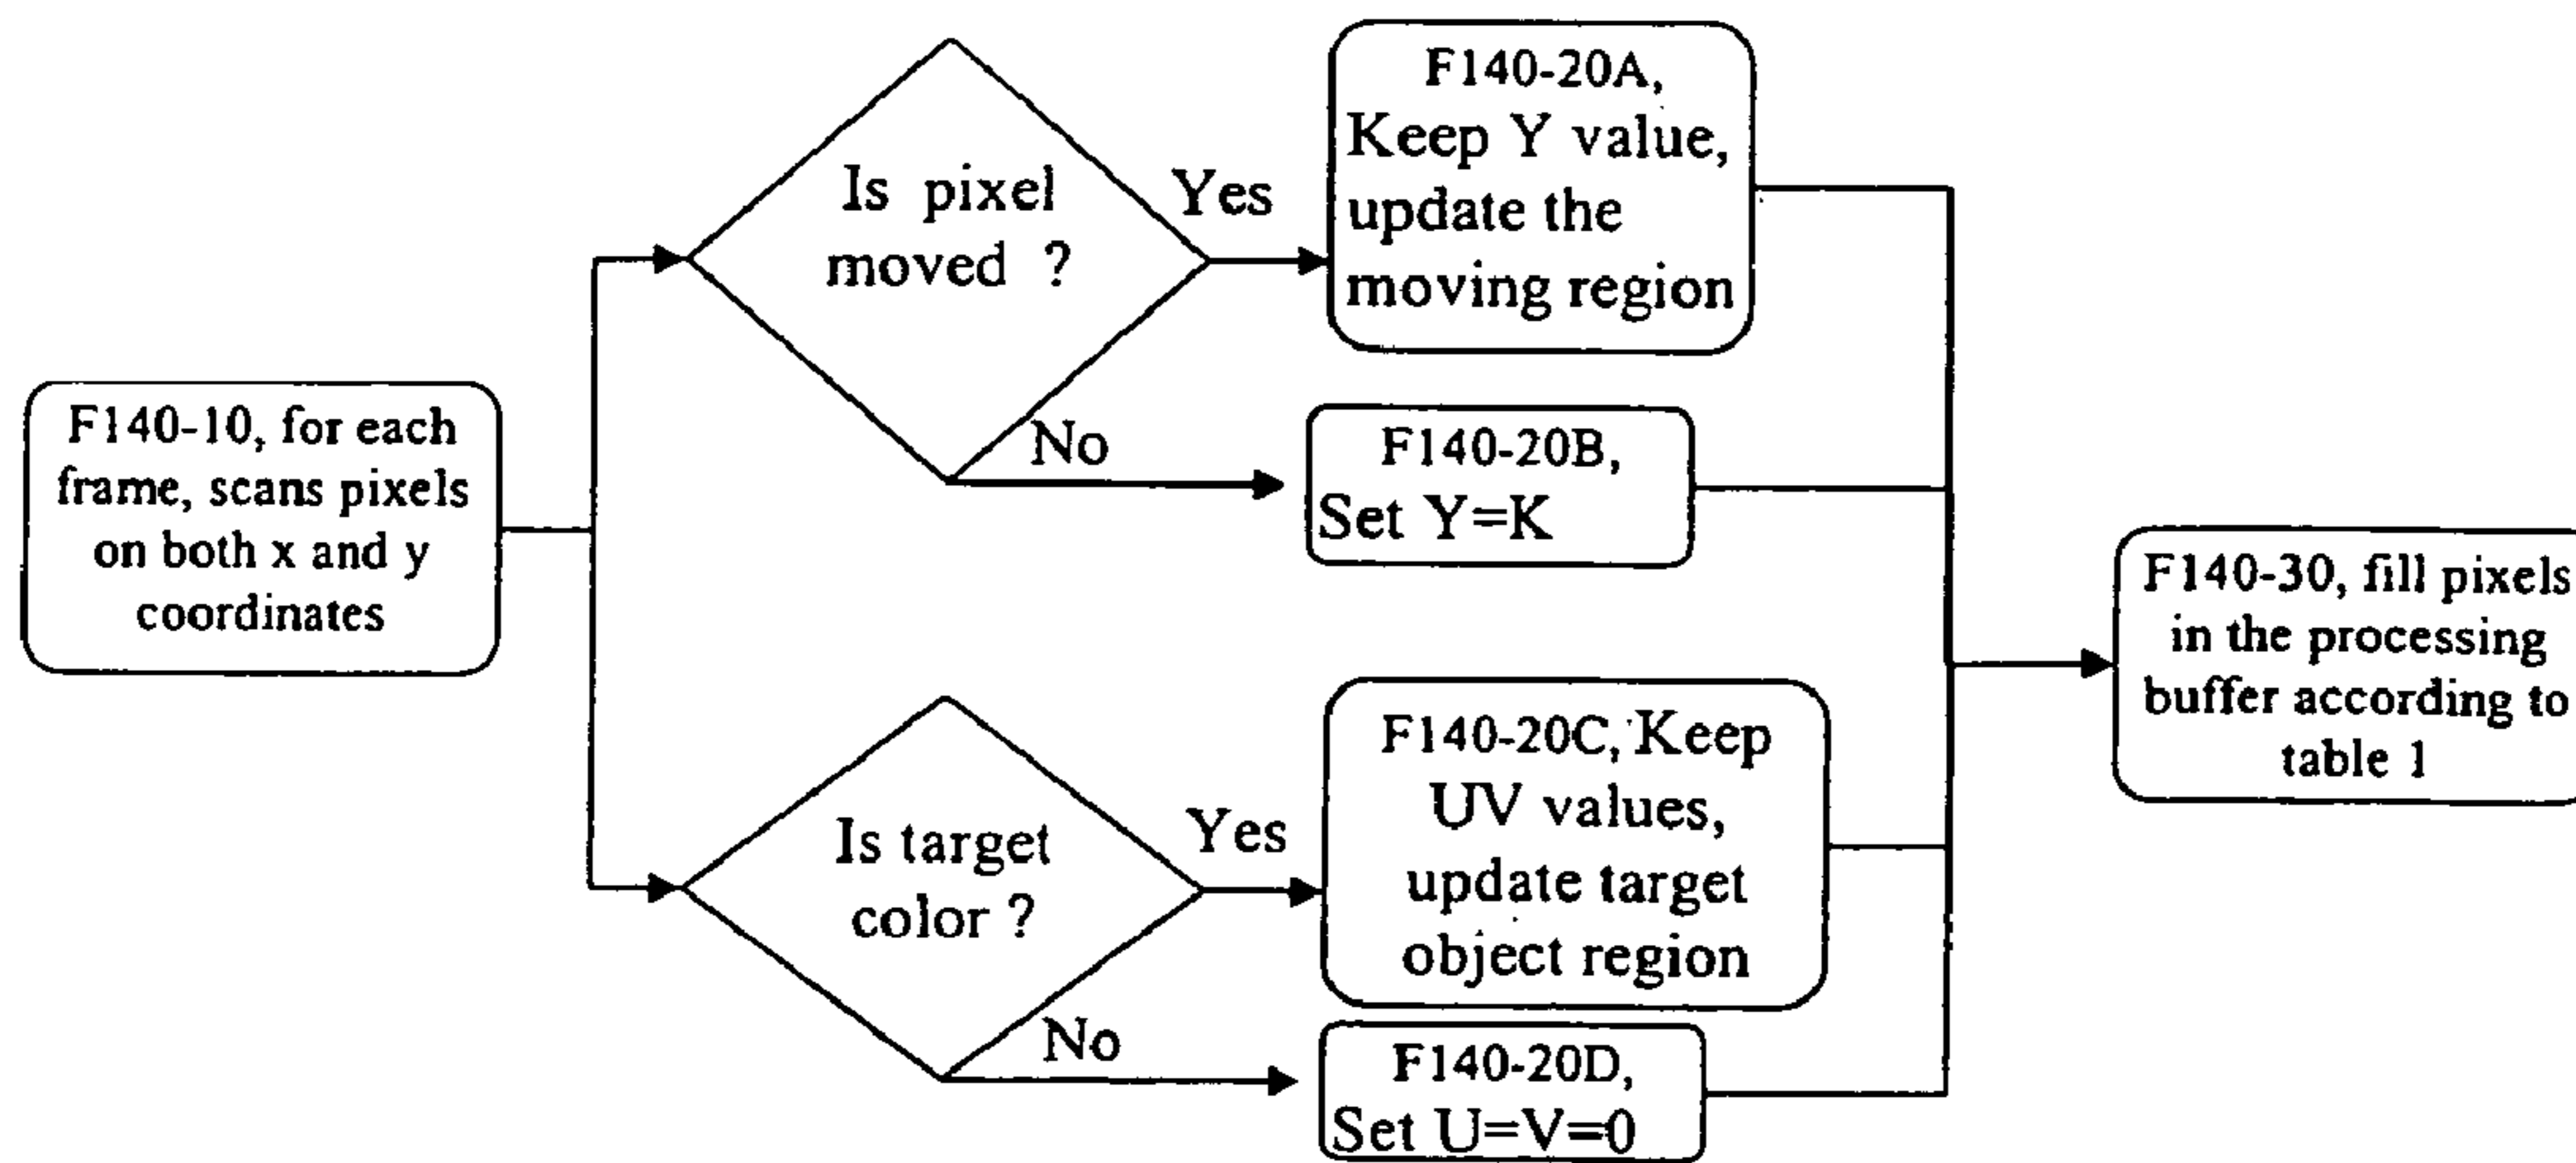 F140-10, for each
frame, scans pixels
on both x and y
coordinates
Is pixel
moved ?
Yes
No
F140-20A,
Keep Y value,
update the
moving region
F140-20B,
Set Y=K
Is target
color ?
Yes
No
F140-20C, Keep
UV values,
update target
object region
F140-20D,
Set U=V=0
F140-30, fill pixels
in the processing
buffer according to
table 1